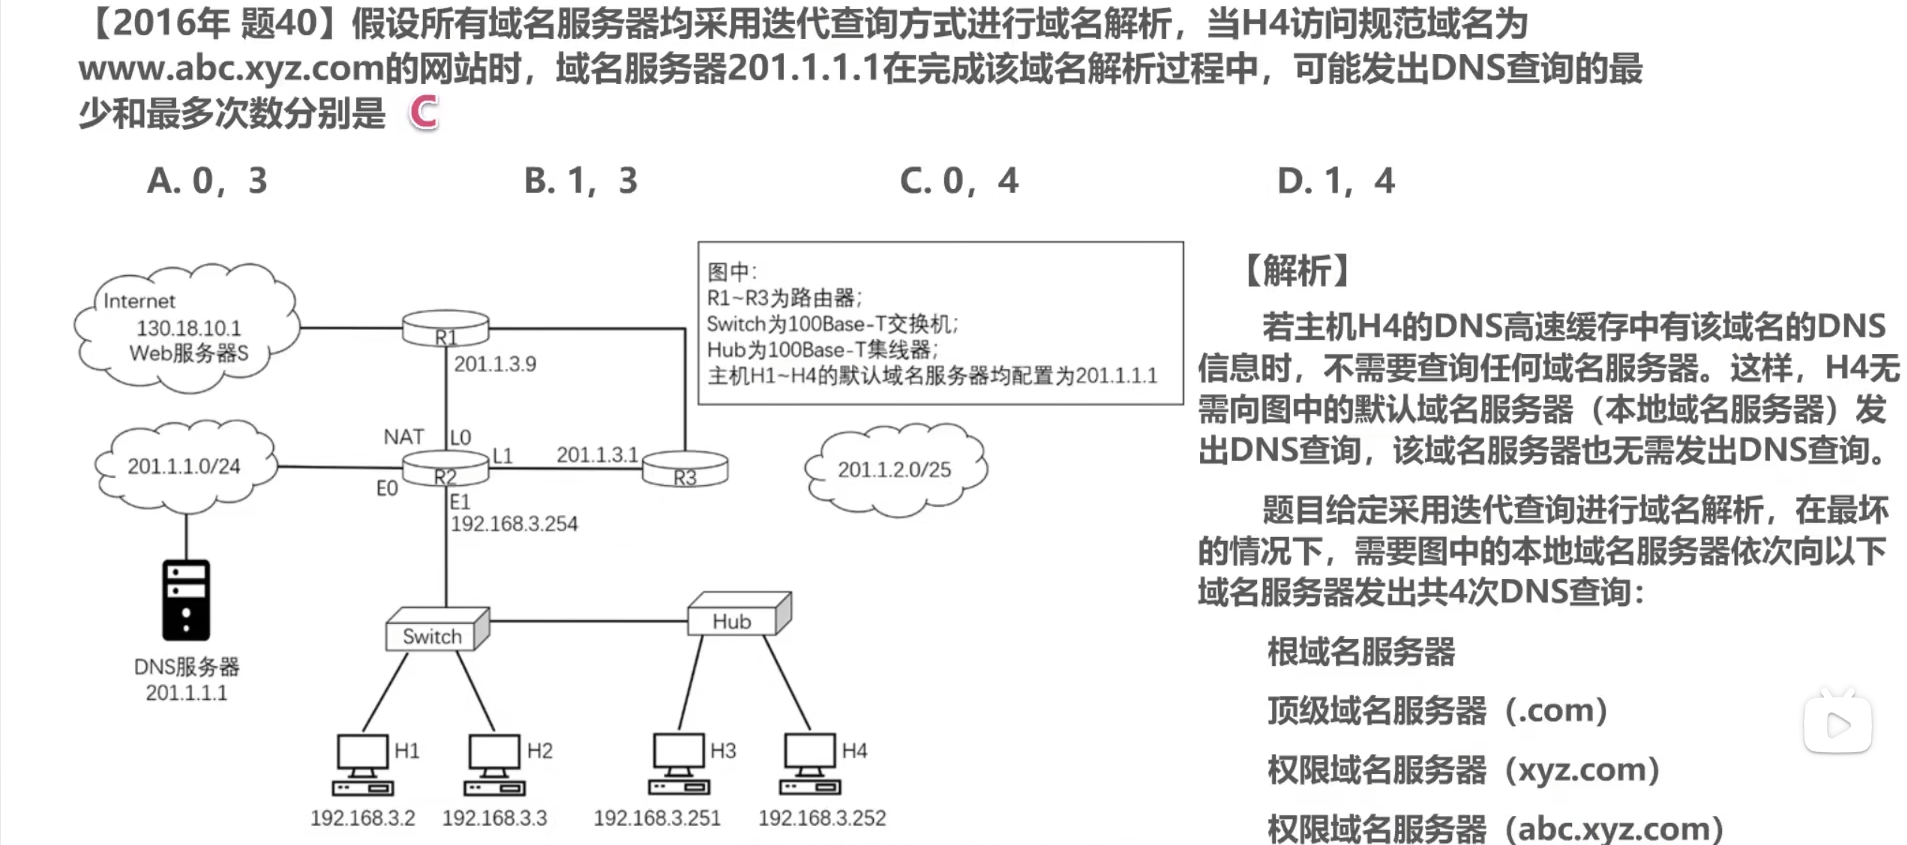 【2016年 题40】假设所有域名服务器均采用迭代查询方式进行域名解析，当H4访问规范域名为
www.abc.xyz.com的网站时，域名服务器201.1.1.1在完成该域名解析过程中，可能发出DNS查询的最
少和最多次数分别是 C
A. 0，3
B. 1，3
C. 0，4
D. 1，4
图中：
R1~R3为路由器；
Switch为100Base-T交换机；
Hub为100Base-T集线器；
主机H1~H4的默认域名服务器均配置为201.1.1.1
Internet
130.18.10.1
Web服务器S
R1
201.1.3.9
NAT
L0
201.1.1.0/24
E0
R2
L1
201.1.3.1
R3
201.1.2.0/25
E1
192.168.3.254
DNS服务器
201.1.1.1
Switch
Hub
H1
H2
H3
H4
192.168.3.2
192.168.3.3
192.168.3.251
192.168.3.252
【解析】
若主机H4的DNS高速缓存中有该域名的DNS
信息时，不需要查询任何域名服务器。这样，H4无
需向图中的默认域名服务器（本地域名服务器）发
出DNS查询，该域名服务器也无需发出DNS查询。
题目给定采用迭代查询进行域名解析，在最坏
的情况下，需要图中的本地域名服务器依次向以下
域名服务器发出共4次DNS查询：
根域名服务器
顶级域名服务器（.com）
权限域名服务器（xyz.com）
权限域名服务器（abc.xyz.com）